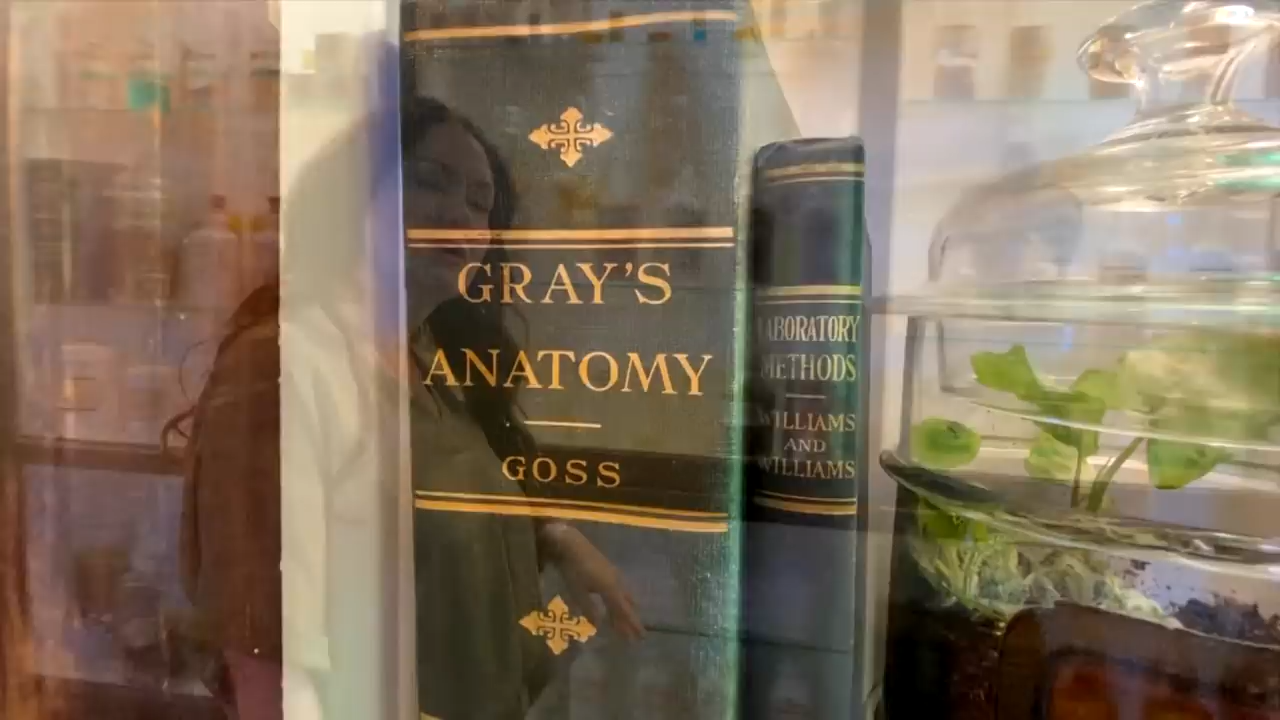 GRAY'S
ANATOMY
GOSS
LABORATORY
METHODS
WILLIAMS
AND
WILLIAMS